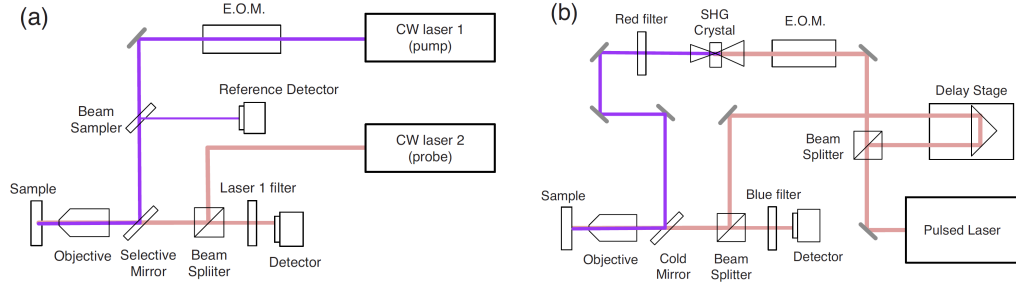 (a)
E.O.M.
CW laser 1
(pump)
Beam
Sampler
Reference Detector
CW laser 2
(probe)
Sample
Laser 1 filter
Objective
Selective
Mirror
Beam
Spliiter
Detector
(b)
Red filter
SHG
Crystal
E.O.M.
Delay Stage
Beam
Splitter
Sample
Blue filter
Pulsed Laser
Objective
Cold
Mirror
Beam
Splitter
Detector